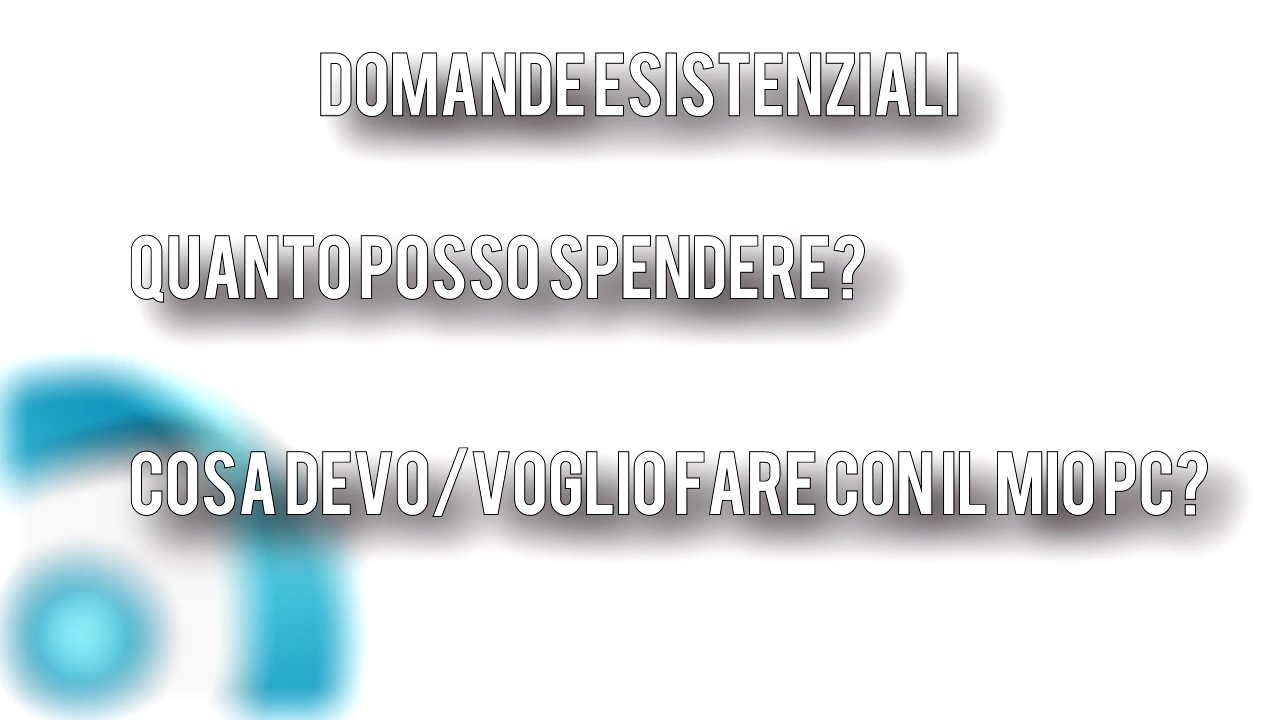 DOMANDE ESISTENZIALI
QUANTO POSSO SPENDERE?
COSA DEVO/VOGLIO FARE CON IL MIO PC?